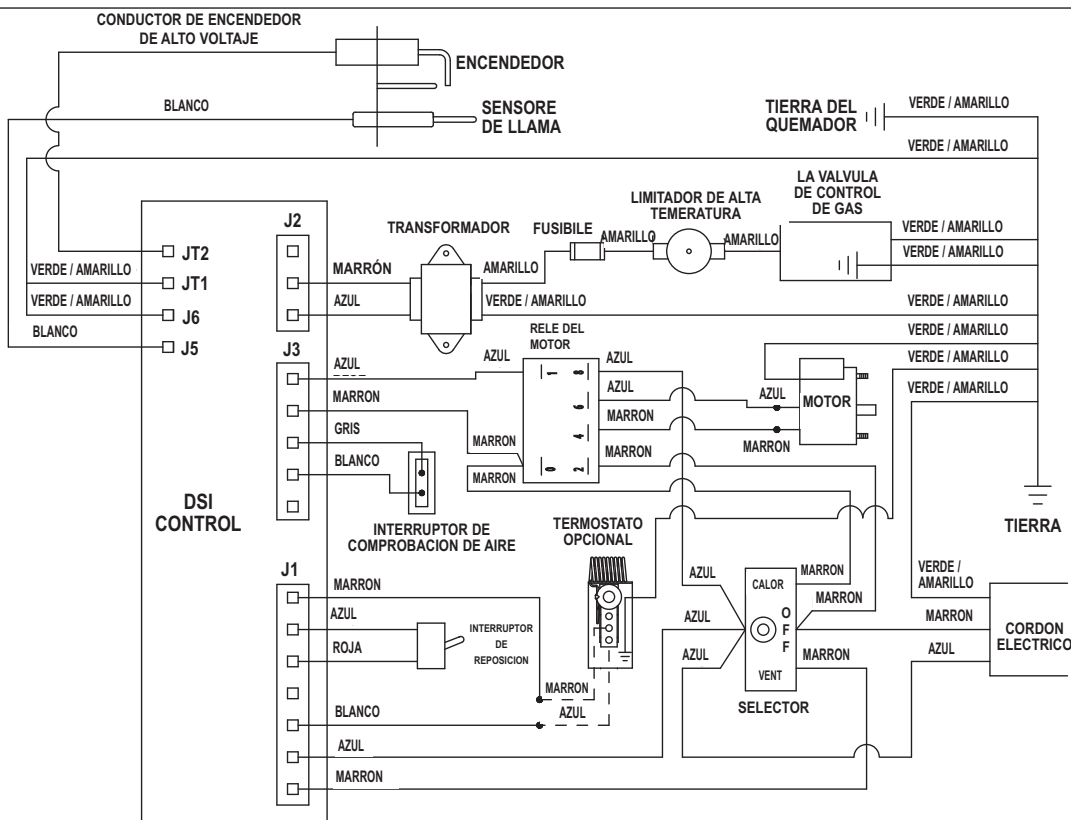 CONDUCTOR DE ENCENDEDOR
DE ALTO VOLTAJE
ENCENDEDOR
BLANCO
SENSORE
DE LLAMA
TIERRA DEL
QUEMADOR
VERDE / AMARILLO
VERDE / AMARILLO
LA VALVULA
DE CONTROL
DE GAS
LIMITADOR DE ALTA
TEMERATURA
J2
TRANSFORMADOR
FUSIBILE
AMARILLO
AMARILLO
VERDE / AMARILLO
VERDE / AMARILLO
JT2
MARRÓN
AMARILLO
VERDE / AMARILLO
JT1
VERDE / AMARILLO
J6
AZUL
VERDE / AMARILLO
VERDE / AMARILLO
BLANCO
J5
RELE DEL
MOTOR
VERDE / AMARILLO
J3
AZUL
AZUL
1
8
AZUL
VERDE / AMARILLO
MARRON
6
AZUL
AZUL
MOTOR
VERDE / AMARILLO
GRIS
MARRON
4
MARRON
MARRON
BLANCO
MARRON
0
2
MARRON
DSI
CONTROL
INTERRUPTOR DE
COMPROBACION DE AIRE
TERMOSTATO
OPCIONAL
TIERRA
J1
MARRON
AZUL
CALOR
MARRON
VERDE /
AMARILLO
AZUL
INTERRUPTOR
DE
REPOSICION
AZUL
O
F
F
MARRON
MARRON
CORDON
ELECTRICO
ROJA
AZUL
MARRON
AZUL
MARRON
VENT
BLANCO
AZUL
SELECTOR
AZUL
MARRON